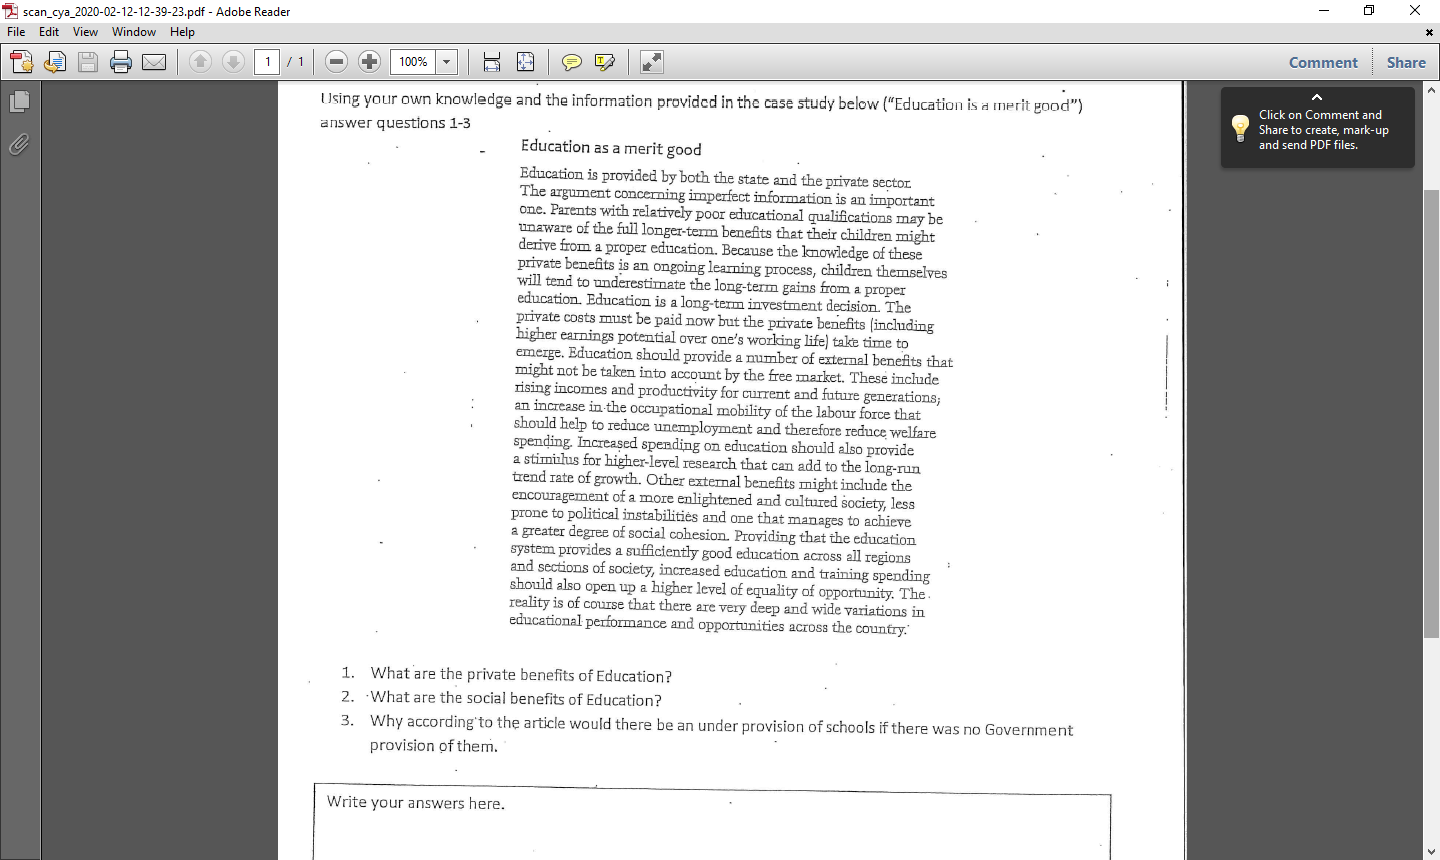 scan_cya_2020-02-12-12-39-23.pdf - Adobe Reader
File Edit View Window Help
1 / 1 100% Comment Share
Click on Comment and
Share to create, mark-up
and send PDF files.
Using your own knowledge and the information provided in the case study below (“Education is a merit good”)
answer questions 1-3
Education as a merit good
Education is provided by both the state and the private sector.
The argument concerning imperfect information is an important
one. Parents with relatively poor educational qualifications may be
unaware of the full longer-term benefits that their children might
derive from a proper education. Because the knowledge of these
private benefits is an ongoing learning process, children themselves
will tend to underestimate the long-term gains from a proper
education. Education is a long-term investment decision. The
private costs must be paid now but the private benefits (including
higher earnings potential over one's working life) take time to
emerge. Education should provide a number of external benefits that
might not be taken into account by the free market. These include
rising incomes and productivity for current and future generations;
an increase in the occupational mobility of the labour force that
should help to reduce unemployment and therefore reduce welfare
spending. Increased spending on education should also provide
a stimulus for higher-level research that can add to the long-run
trend rate of growth. Other external benefits might include the
encouragement of a more enlightened and cultured society, less
prone to political instabilities and one that manages to achieve
a greater degree of social cohesion. Providing that the education
system provides a sufficiently good education across all regions
and sections of society, increased education and training spending
should also open up a higher level of equality of opportunity. The
reality is of course that there are very deep and wide variations in
educational performance and opportunities across the country.
1. What are the private benefits of Education?
2. What are the social benefits of Education?
3. Why according to the article would there be an under provision of schools if there was no Government
provision of them.
Write your answers here.